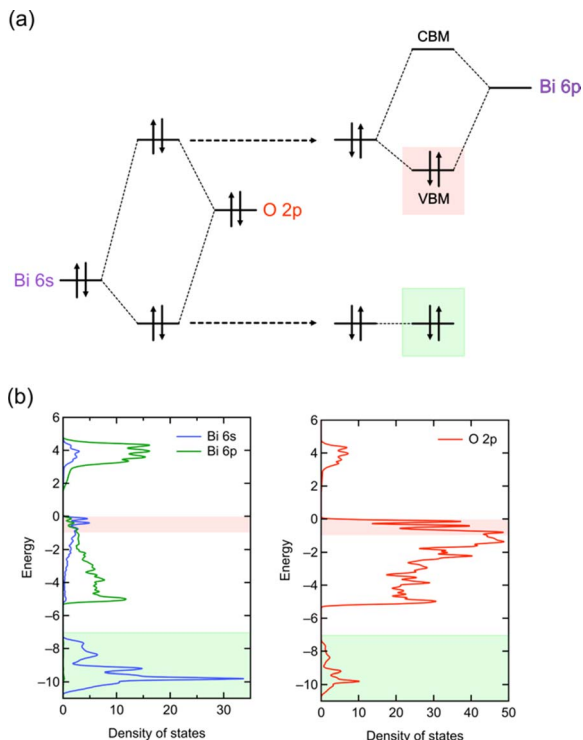 (a)
CBM
Bi 6p
O 2p
VBM
Bi 6s
(b)
6
4
2
0
−2
−4
−6
−8
−10
Energy
Bi 6s
Bi 6p
0 10 20 30
Density of states
6
4
2
0
−2
−4
−6
−8
−10
Energy
O 2p
0 10 20 30 40 50
Density of states